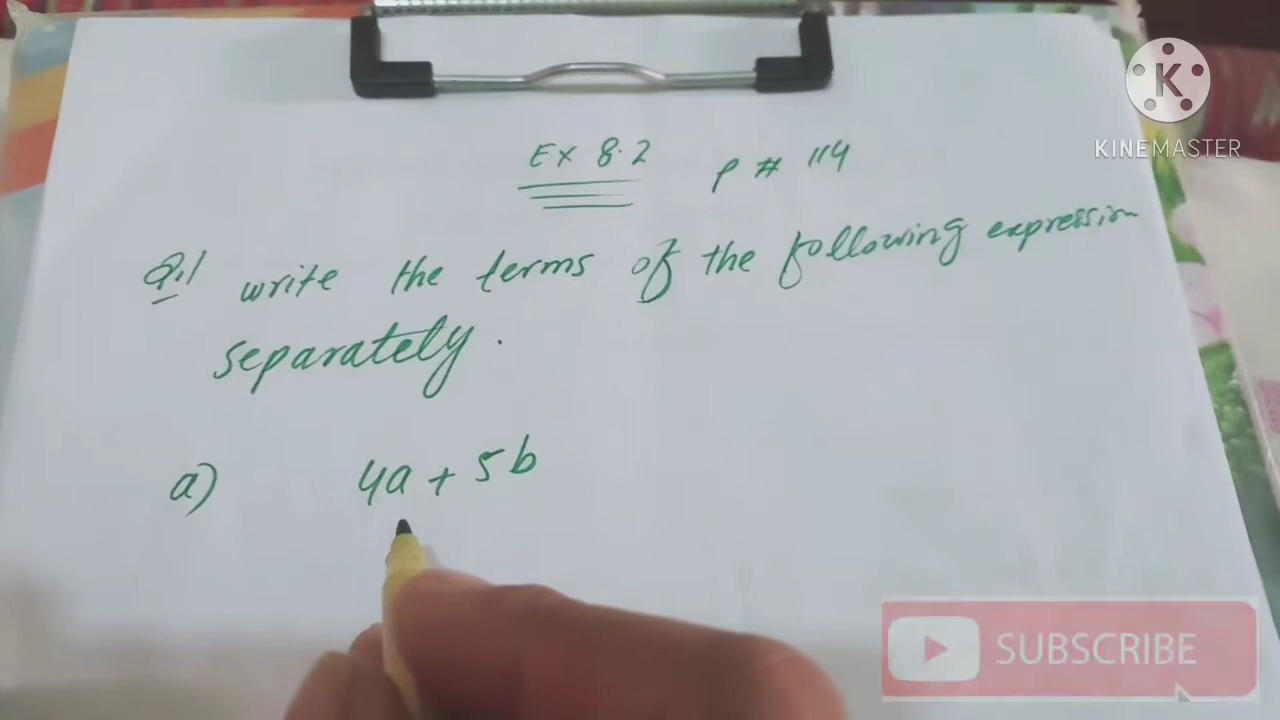 Ex 8.2 P # 114
Q.1 write the terms of the following expression
separately.
a) 4a + 5b
K
KINEMASTER
SUBSCRIBE